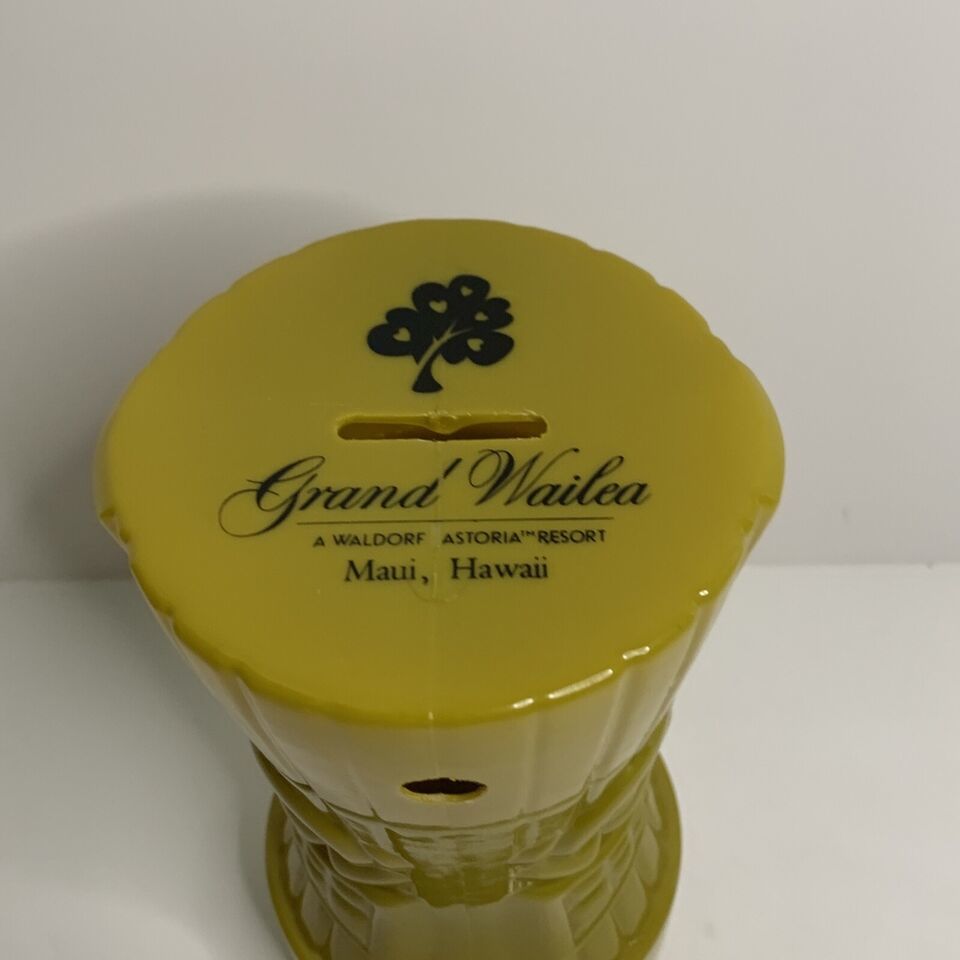 Grand Wailea
A WALDORF ASTORIA™ RESORT
Maui, Hawaii